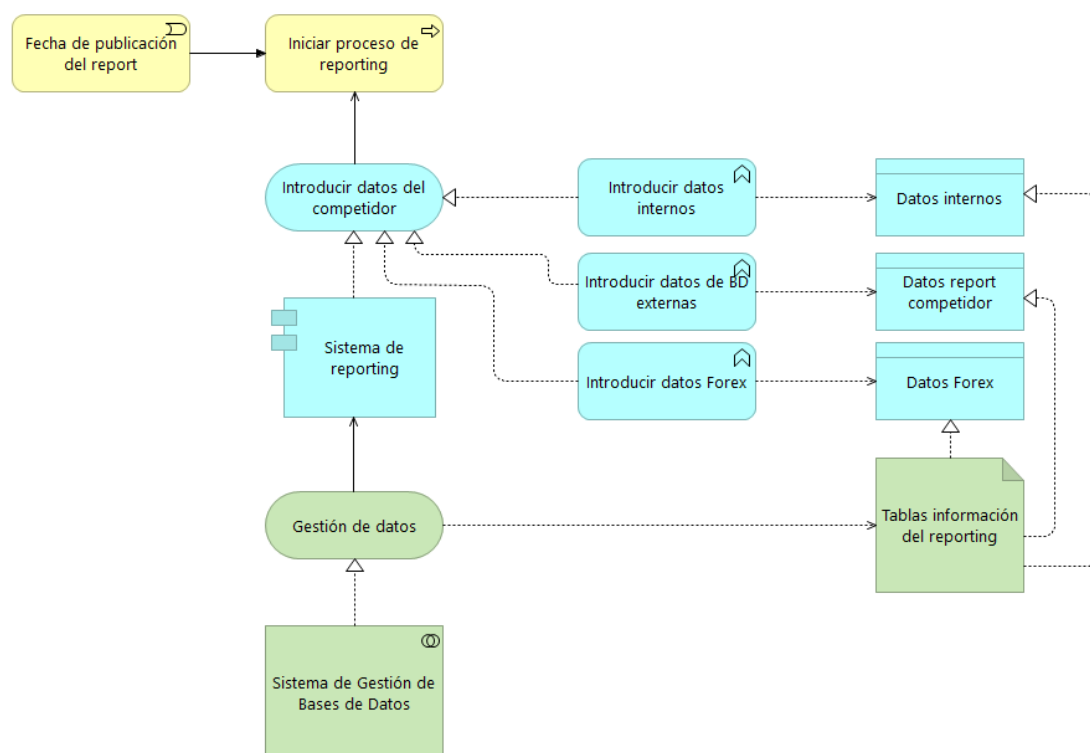 Fecha de publicación
del report
Iniciar proceso de
reporting
Introducir datos del
competidor
Introducir datos
internos
Datos internos
Introducir datos de BD
externas
Datos report
competidor
Sistema de
reporting
Introducir datos Forex
Datos Forex
Gestión de datos
Tablas información
del reporting
Sistema de Gestión de
Bases de Datos